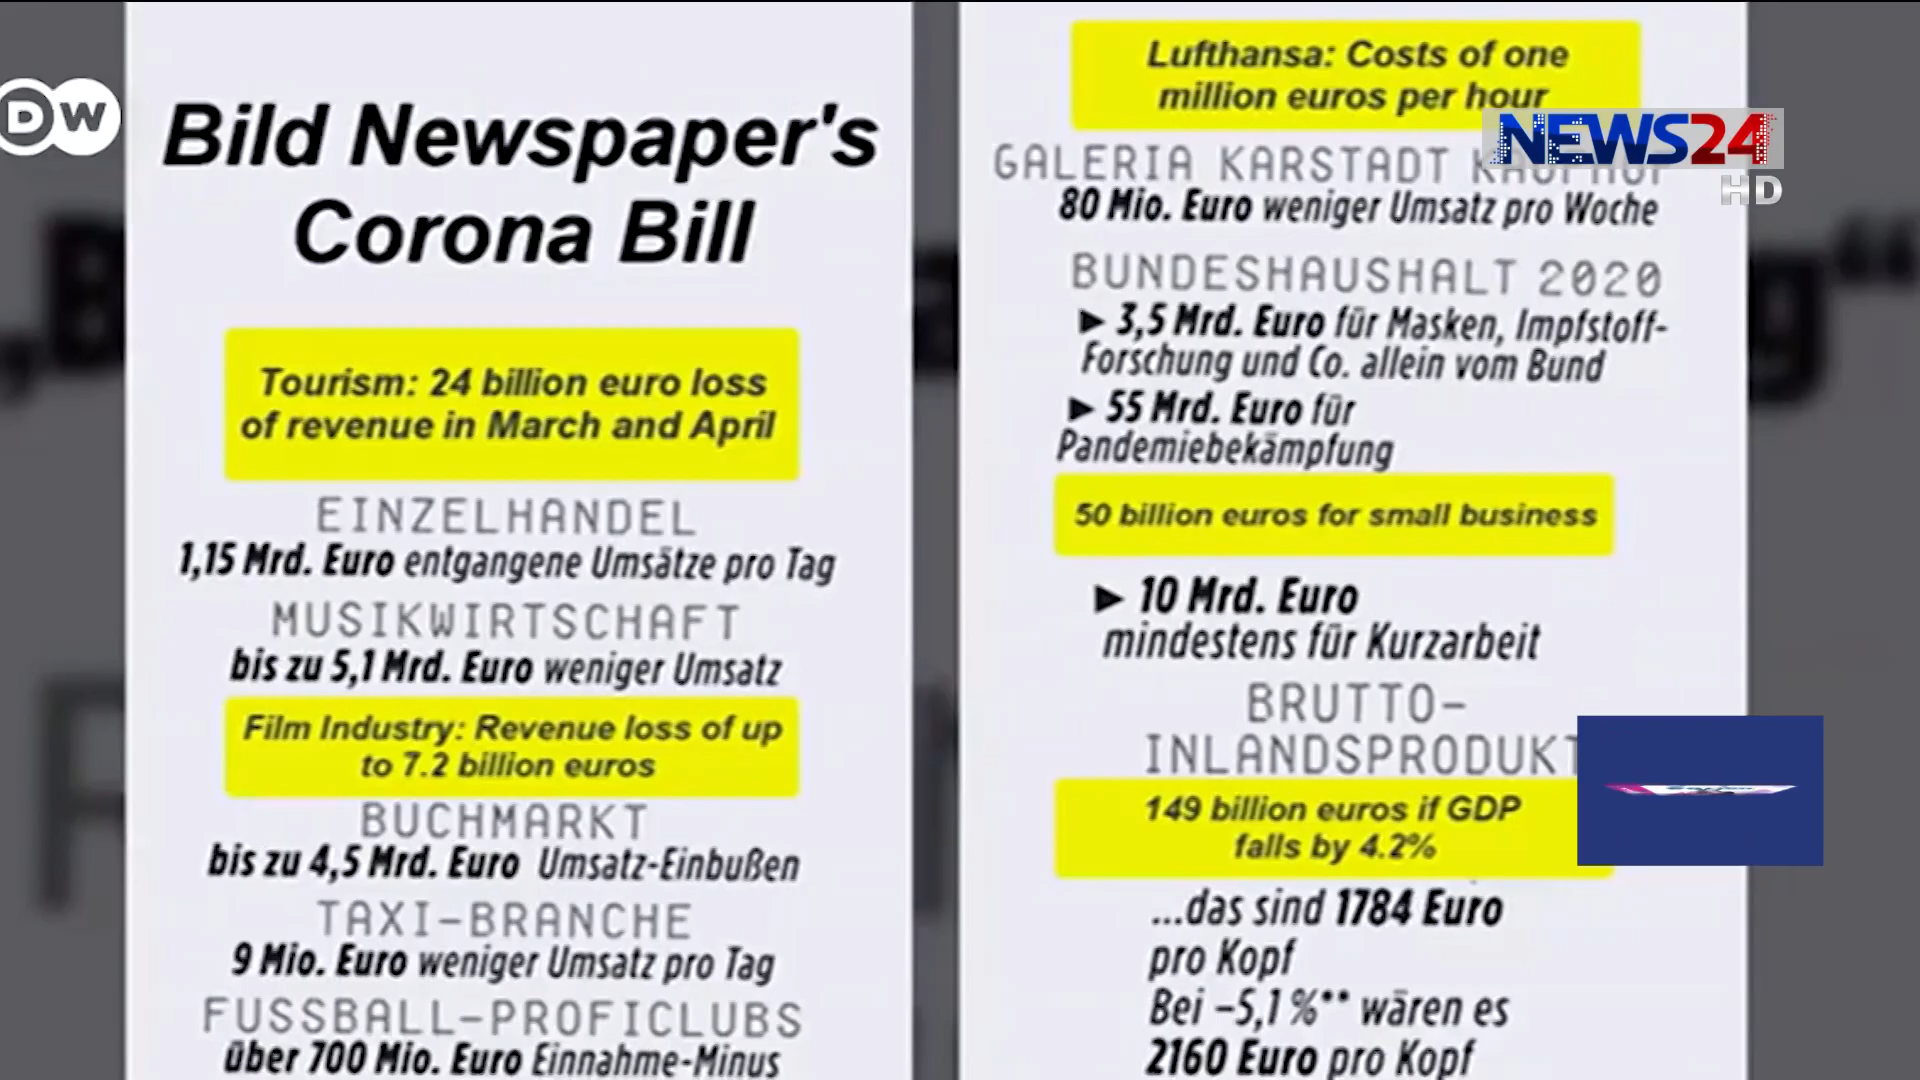 DW
Bild Newspaper's
Corona Bill
Tourism: 24 billion euro loss
of revenue in March and April
EINZELHANDEL
1,15 Mrd. Euro entgangene Umsätze pro Tag
MUSIKWIRTSCHAFT
bis zu 5,1 Mrd. Euro weniger Umsatz
Film Industry: Revenue loss of up
to 7.2 billion euros
BUCHMARKT
bis zu 4,5 Mrd. Euro Umsatz-Einbußen
TAXI-BRANCHE
9 Mio. Euro weniger Umsatz pro Tag
FUSSBALL-PROFICLUBS
über 700 Mio. Euro Einnahme-Minus
Lufthansa: Costs of one
million euros per hour
NEWS24
HD
GALERIA KARSTADT KAUFHOF
80 Mio. Euro weniger Umsatz pro Woche
BUNDESHAUSHALT 2020
► 3,5 Mrd. Euro für Masken, Impfstoff-
Forschung und Co. allein vom Bund
► 55 Mrd. Euro für
Pandemiebekämpfung
50 billion euros for small business
► 10 Mrd. Euro
mindestens für Kurzarbeit
BRUTTO-
INLANDSPRODUKT
149 billion euros if GDP
falls by 4.2%
...das sind 1784 Euro
pro Kopf
Bei –5,1 %** wären es
2160 Euro pro Kopf